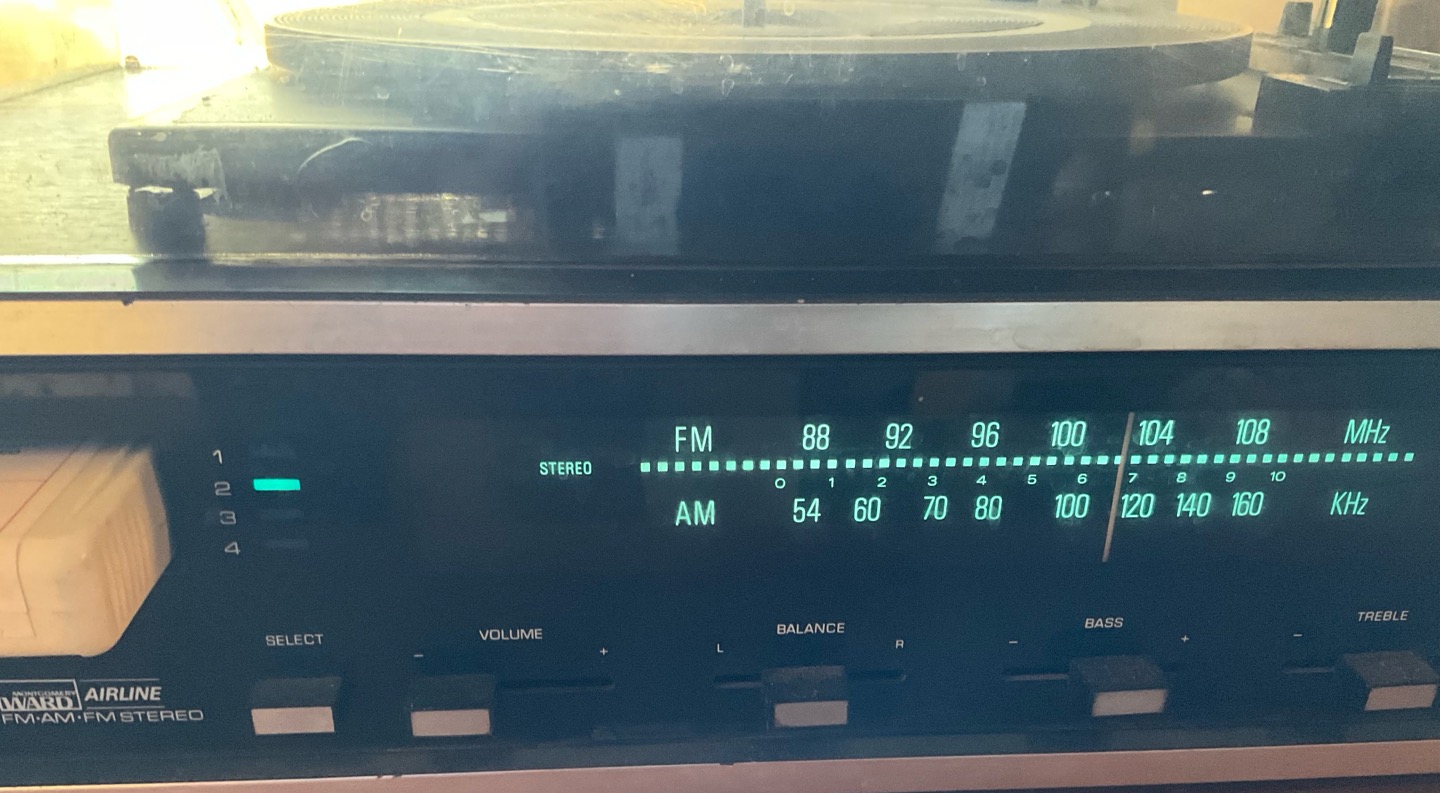 FM 88 92 96 100 104 108 MHz
STEREO
0 1 2 3 4 5 6 7 8 9 10
AM 54 60 70 80 100 120 140 160 KHz
1
2
3
4
SELECT
VOLUME
- +
BALANCE
L R
BASS
- +
TREBLE
-
MONTGOMERY
WARD AIRLINE
FM·AM·FM STEREO